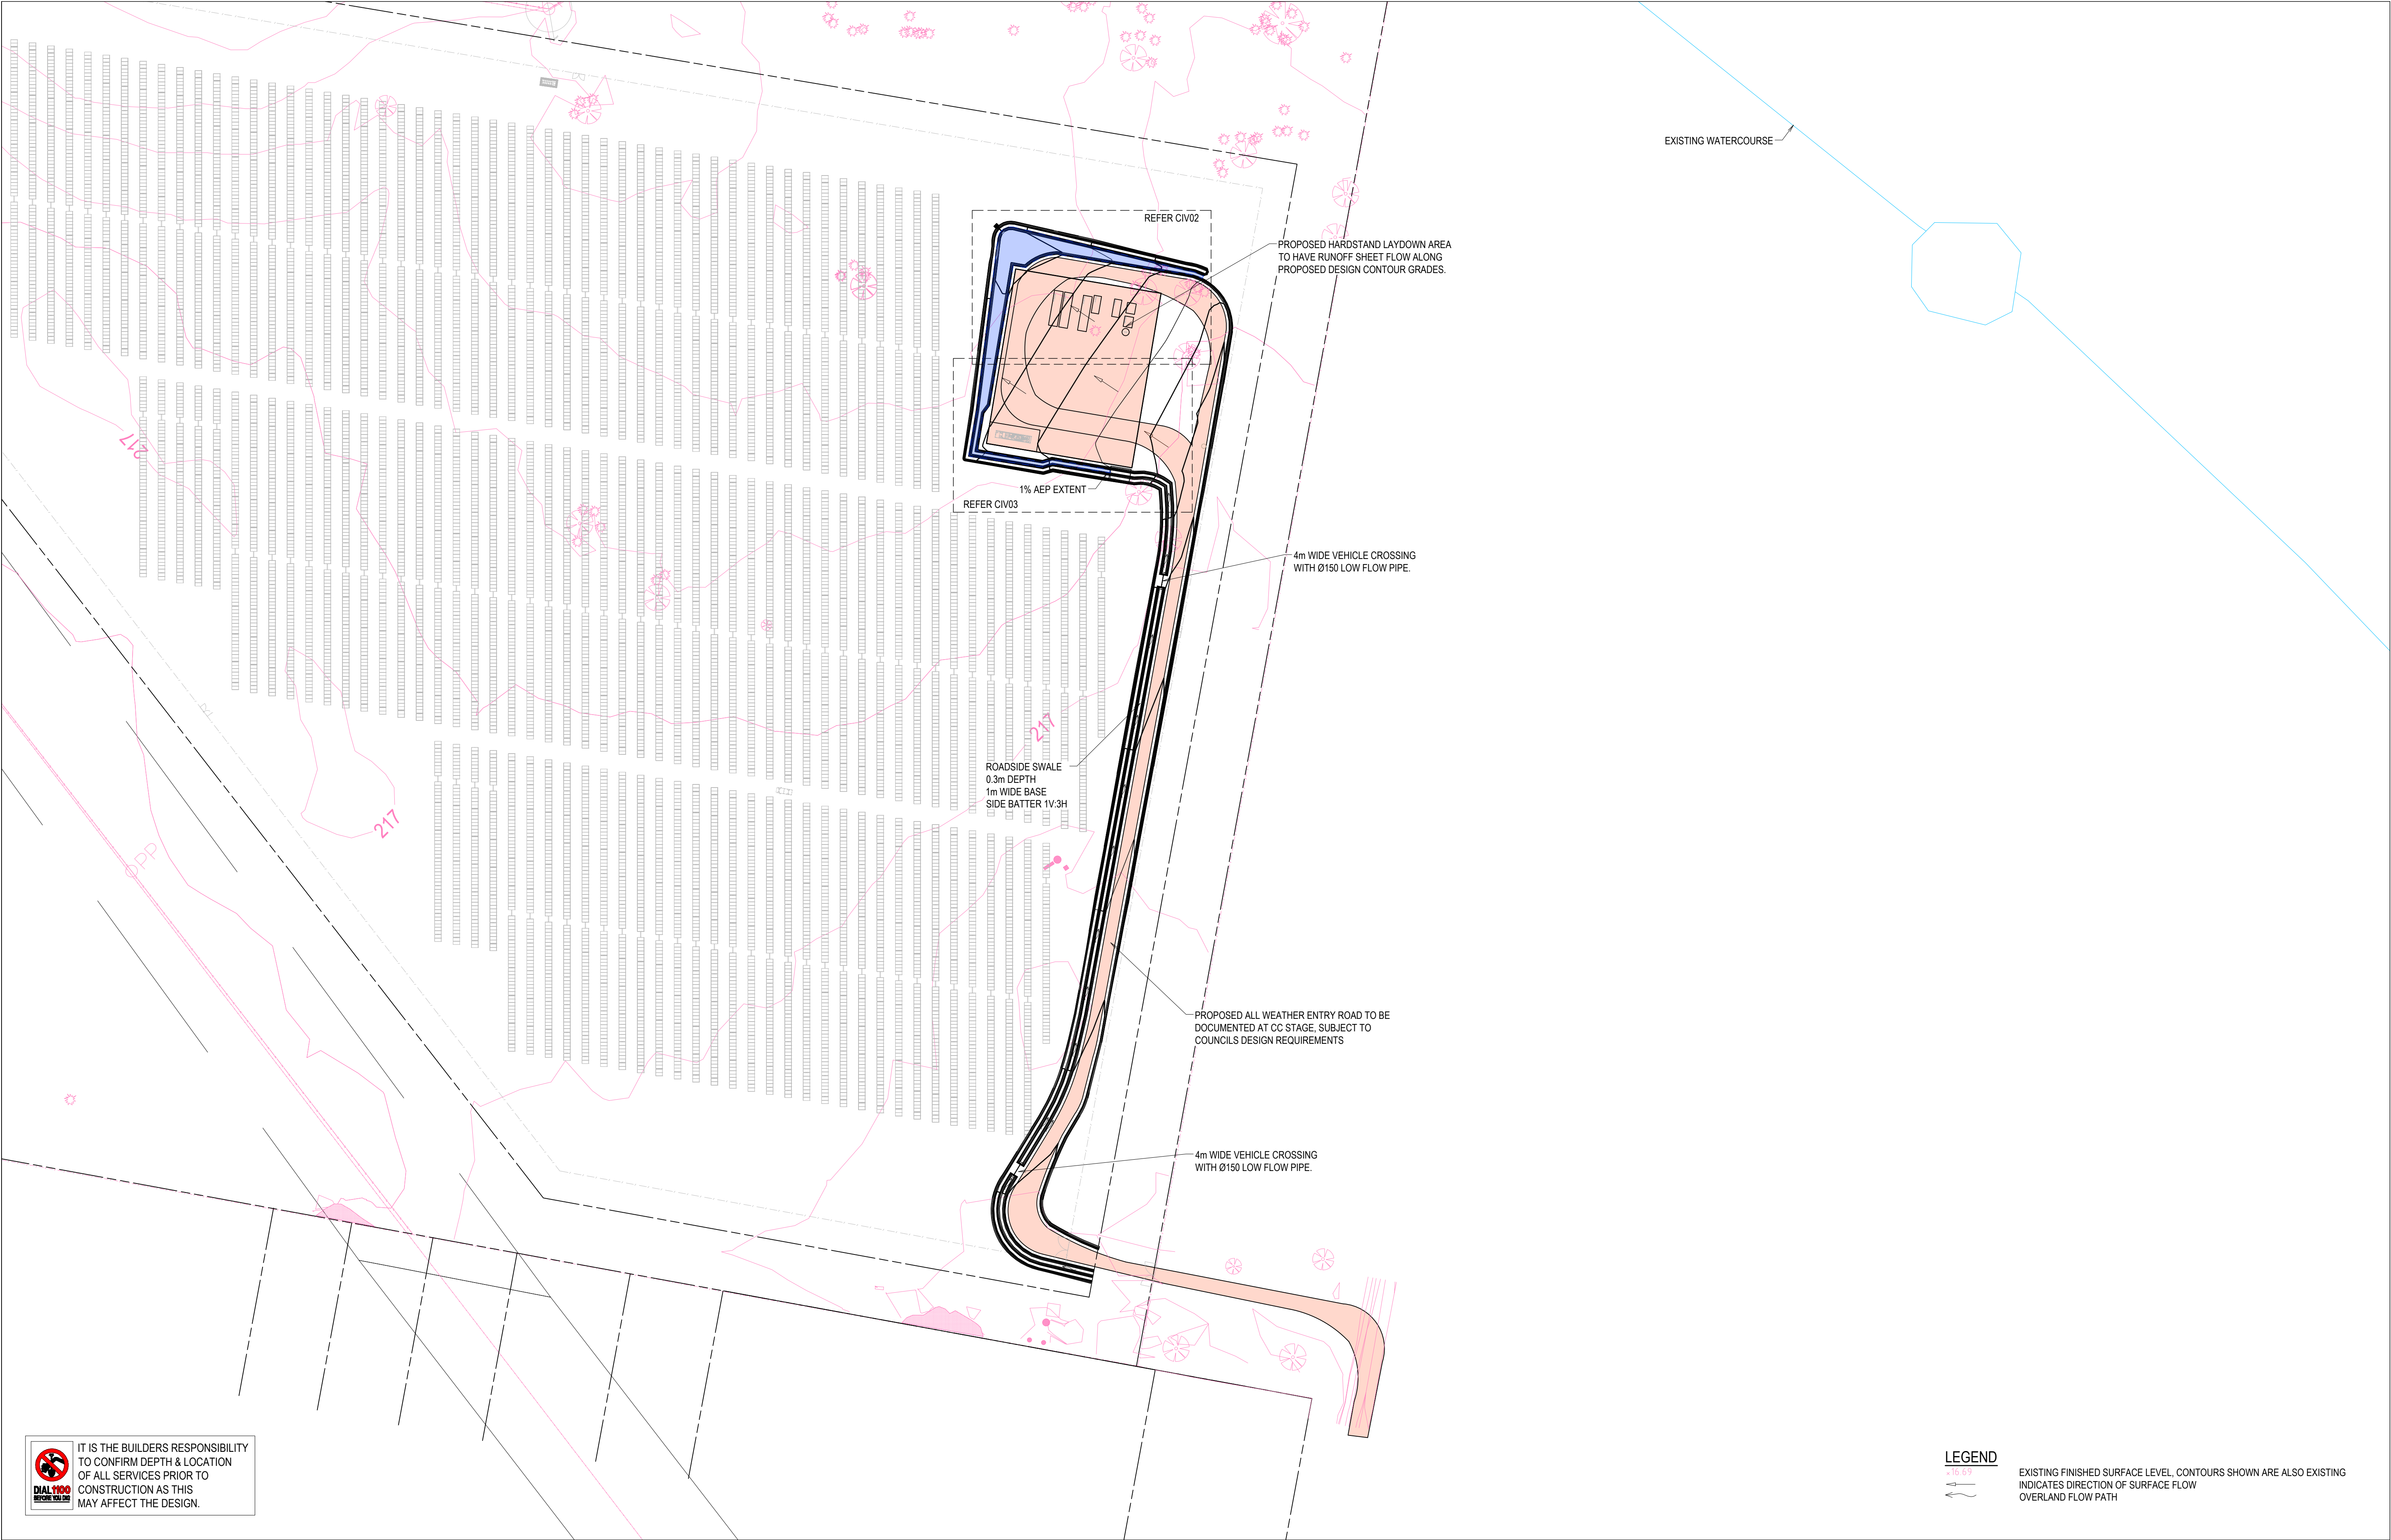 EXISTING WATERCOURSE
REFER CIV02
PROPOSED HARDSTAND LAYDOWN AREA
TO HAVE RUNOFF SHEET FLOW ALONG
PROPOSED DESIGN CONTOUR GRADES.
217
1% AEP EXTENT
REFER CIV03
4m WIDE VEHICLE CROSSING
WITH Ø150 LOW FLOW PIPE.
217
ROADSIDE SWALE
0.3m DEPTH
1m WIDE BASE
SIDE BATTER 1V:3H
217
OPP
PROPOSED ALL WEATHER ENTRY ROAD TO BE
DOCUMENTED AT CC STAGE, SUBJECT TO
COUNCILS DESIGN REQUIREMENTS
4m WIDE VEHICLE CROSSING
WITH Ø150 LOW FLOW PIPE.
IT IS THE BUILDERS RESPONSIBILITY
TO CONFIRM DEPTH & LOCATION
OF ALL SERVICES PRIOR TO
CONSTRUCTION AS THIS
MAY AFFECT THE DESIGN.
DIAL 1100
BEFORE YOU DIG
LEGEND
16.69
EXISTING FINISHED SURFACE LEVEL, CONTOURS SHOWN ARE ALSO EXISTING
INDICATES DIRECTION OF SURFACE FLOW
OVERLAND FLOW PATH